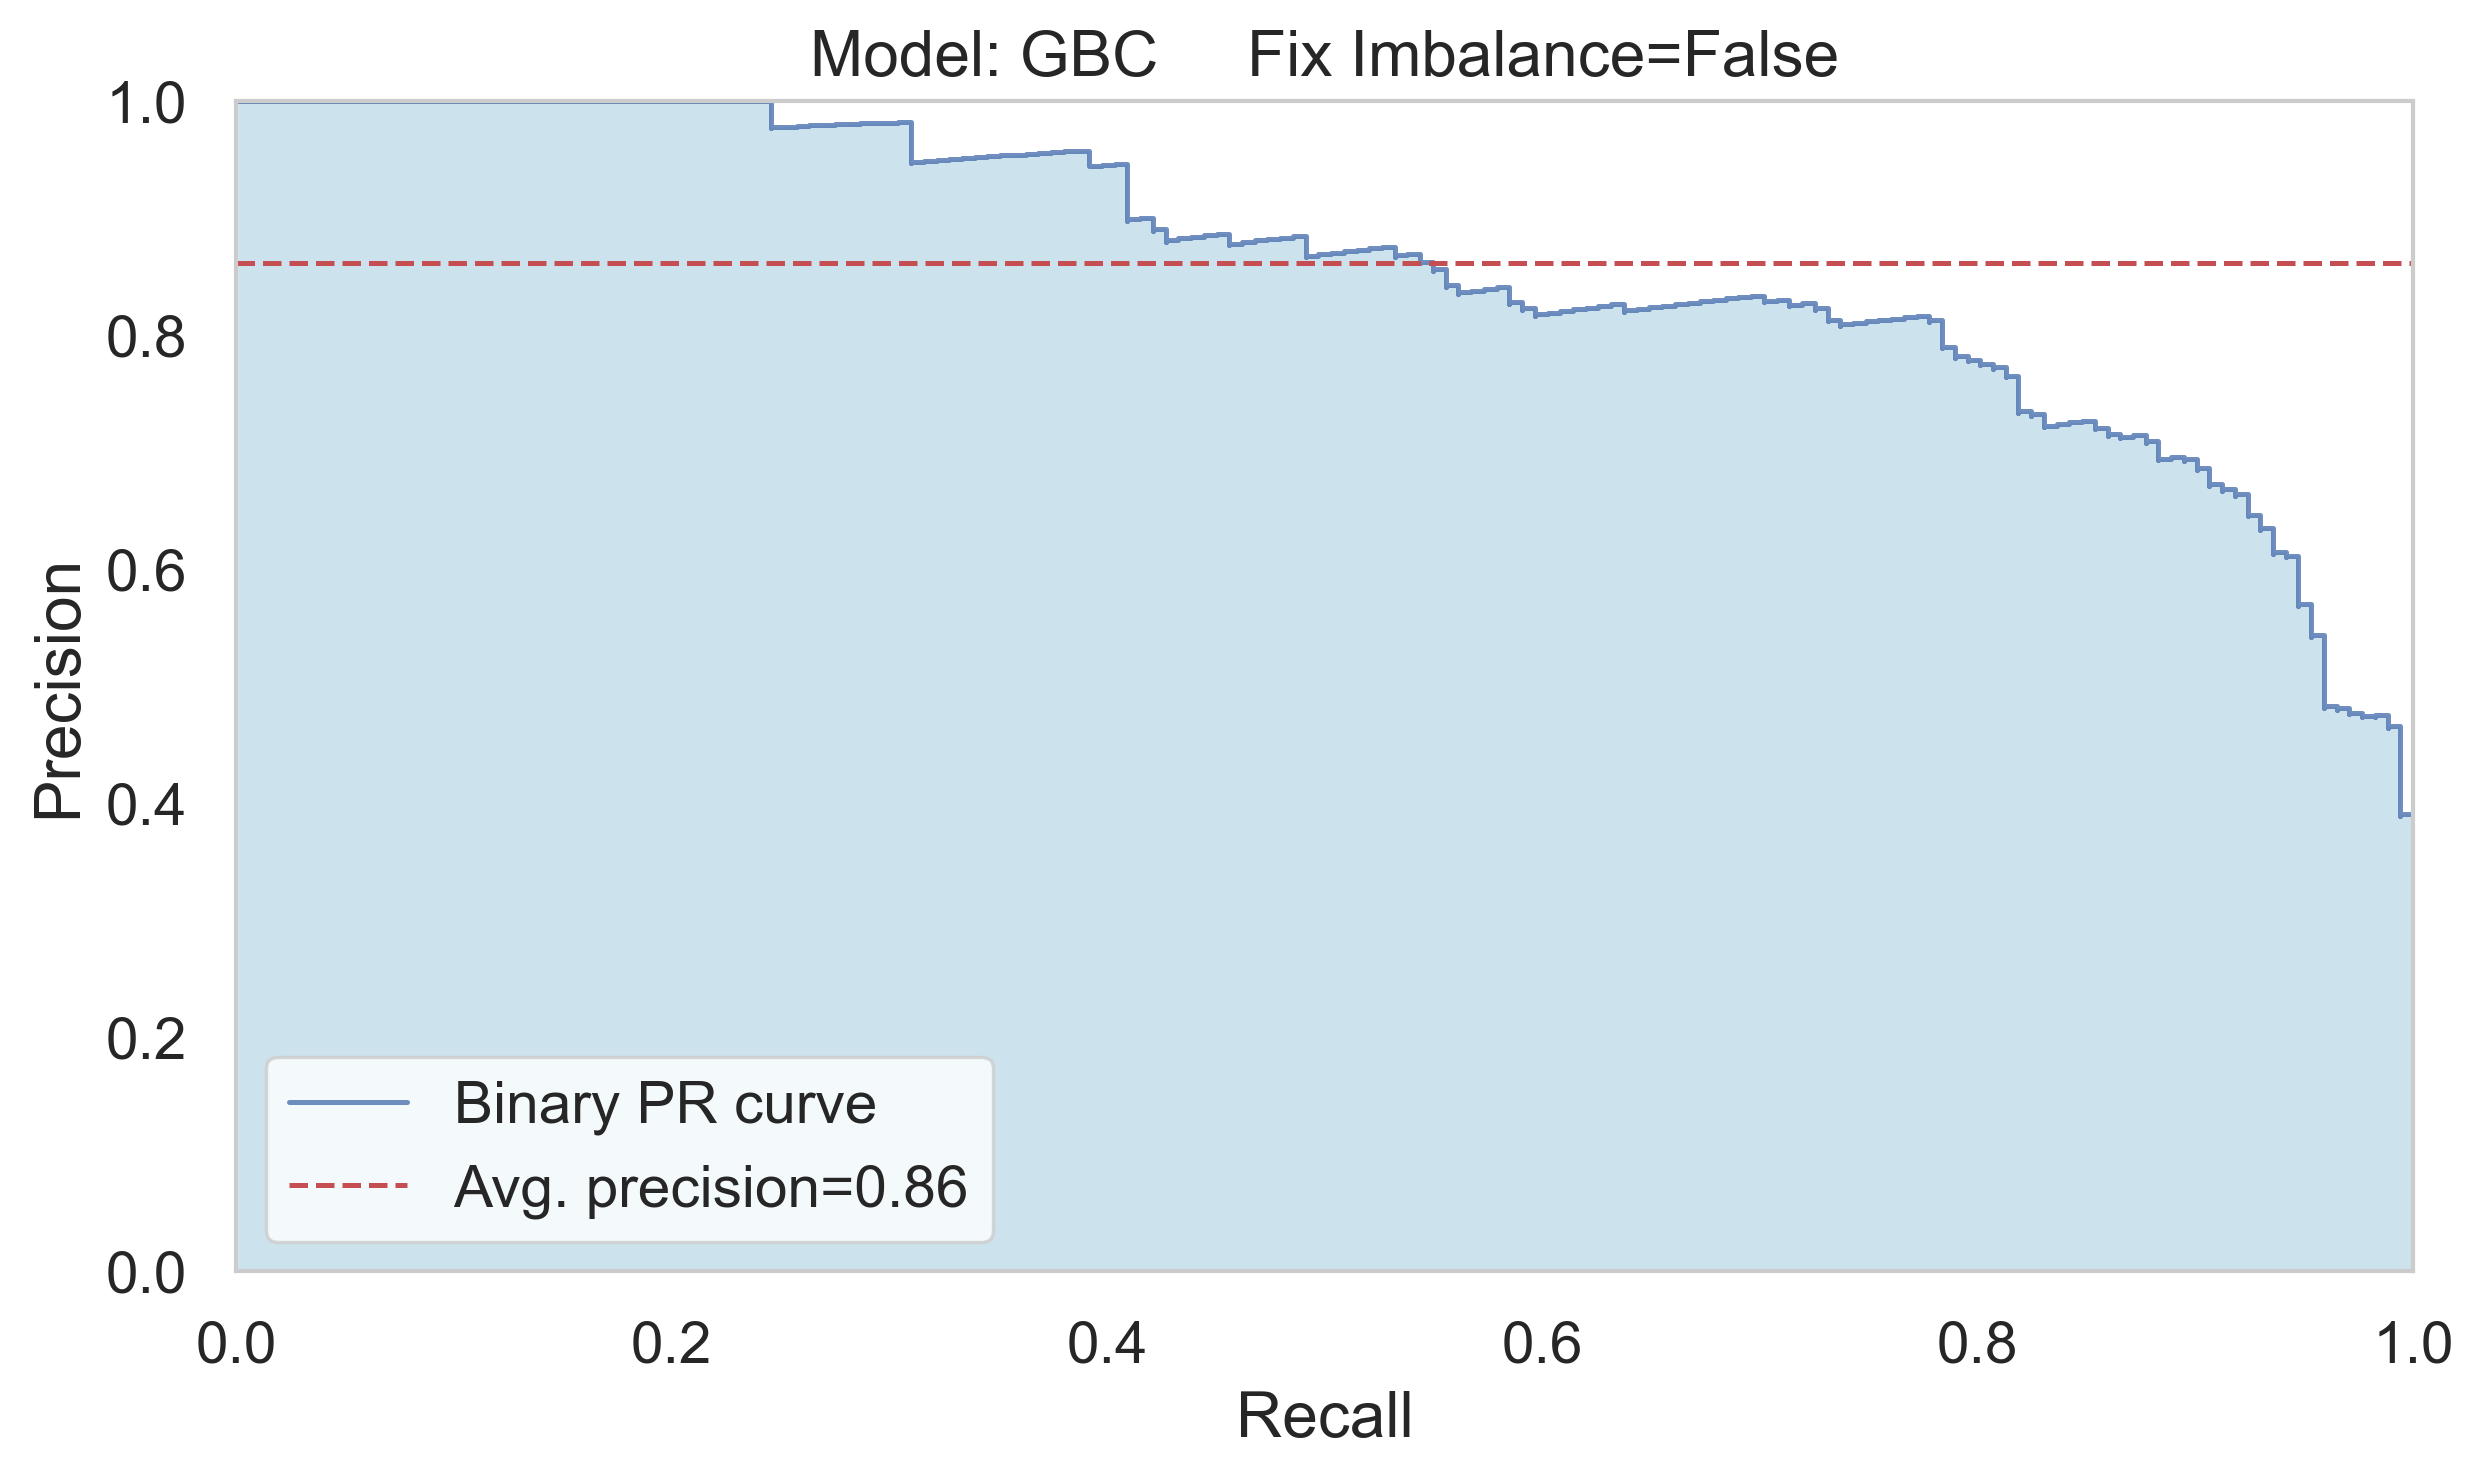 Model: GBC     Fix Imbalance=False
1.0
0.8
0.6
0.4
0.2
0.0
Precision
Binary PR curve
Avg. precision=0.86
0.0 0.2 0.4 0.6 0.8 1.0
Recall